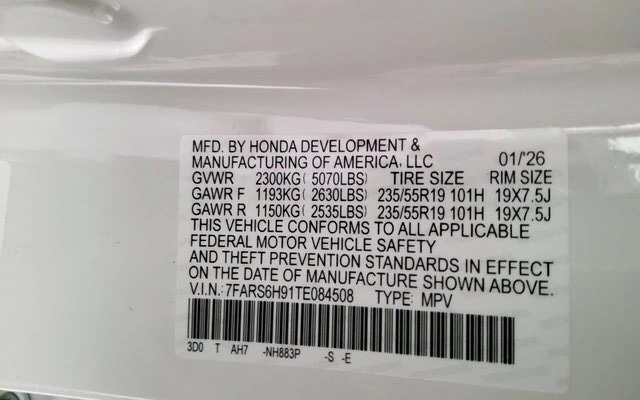 MFD. BY HONDA DEVELOPMENT &
MANUFACTURING OF AMERICA, LLC 01/'26
GVWR 2300KG( 5070LBS) TIRE SIZE RIM SIZE
GAWR F 1193KG( 2630LBS) 235/55R19 101H 19X7.5J
GAWR R 1150KG( 2535LBS) 235/55R19 101H 19X7.5J
THIS VEHICLE CONFORMS TO ALL APPLICABLE
FEDERAL MOTOR VEHICLE SAFETY
AND THEFT PREVENTION STANDARDS IN EFFECT
ON THE DATE OF MANUFACTURE SHOWN ABOVE.
V.I.N.: 7FARS6H91TE084508 TYPE: MPV
3D0 T AH7 -NH883P -S -E